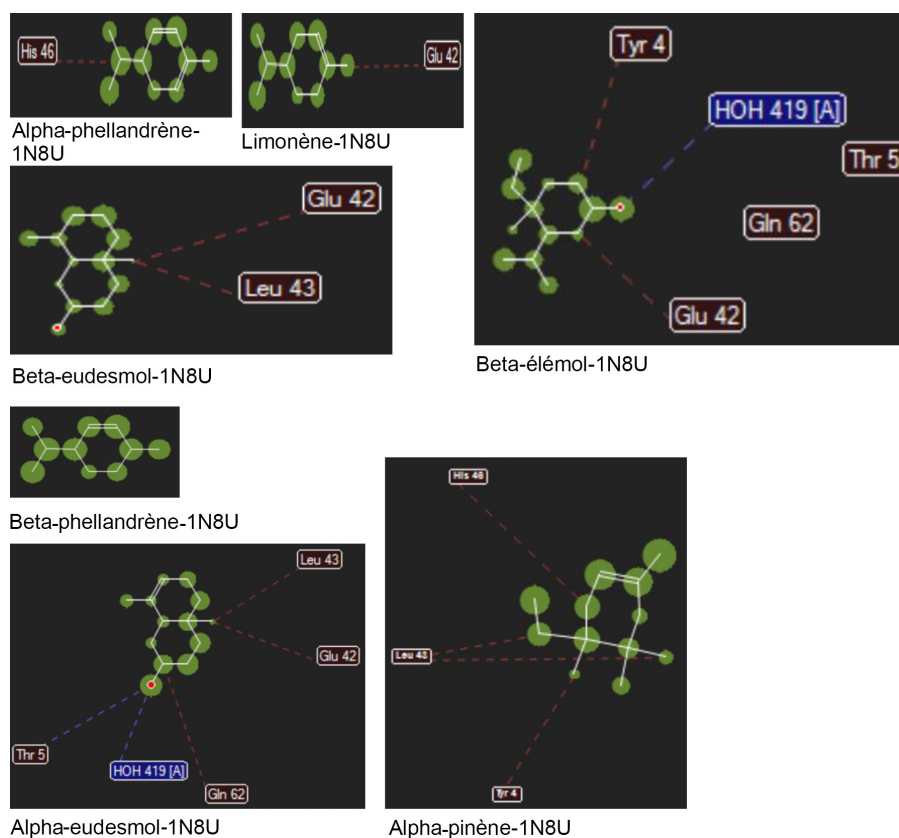 His 46
Glu 42
Alpha-phellandrène-
1N8U
Limonène-1N8U
Tyr 4
HOH 419 [A]
Thr 5
Gln 62
Glu 42
Beta-élémol-1N8U
Glu 42
Leu 43
Beta-eudesmol-1N8U
Beta-phellandrène-1N8U
Leu 43
Glu 42
Thr 5
HOH 419 [A]
Gln 62
Alpha-eudesmol-1N8U
His 46
Leu 43
Tyr 4
Alpha-pinène-1N8U